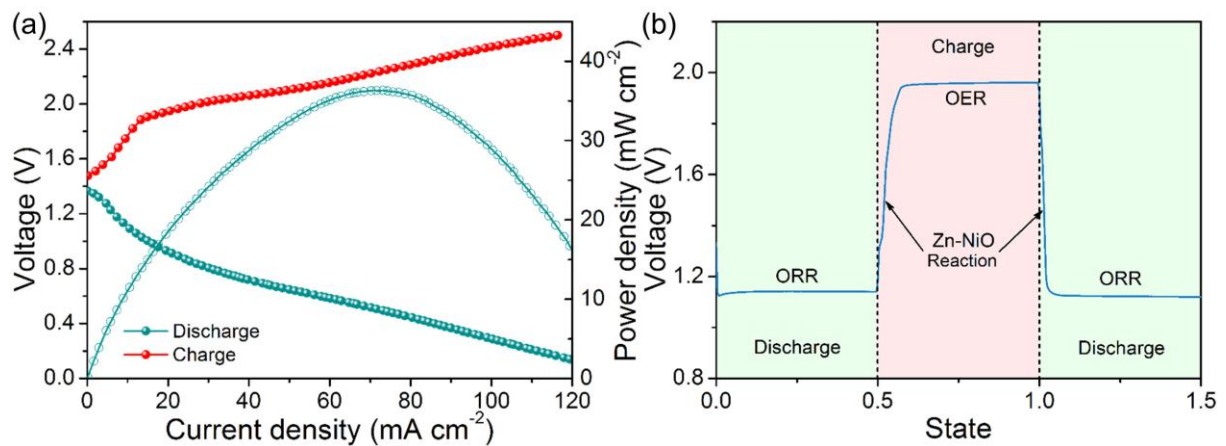 (a)
2.4
2.0
1.6
1.2
0.8
0.4
0.0
Voltage (V)
Discharge
Charge
0 20 40 60 80 100 120
Current density (mA cm⁻²)
40
30
20
10
0
Power density (mW cm⁻²)
(b)
2.0
1.6
1.2
0.8
Voltage (V)
Charge
OER
Zn-NiO
Reaction
ORR
ORR
Discharge
Discharge
0.0 0.5 1.0 1.5
State